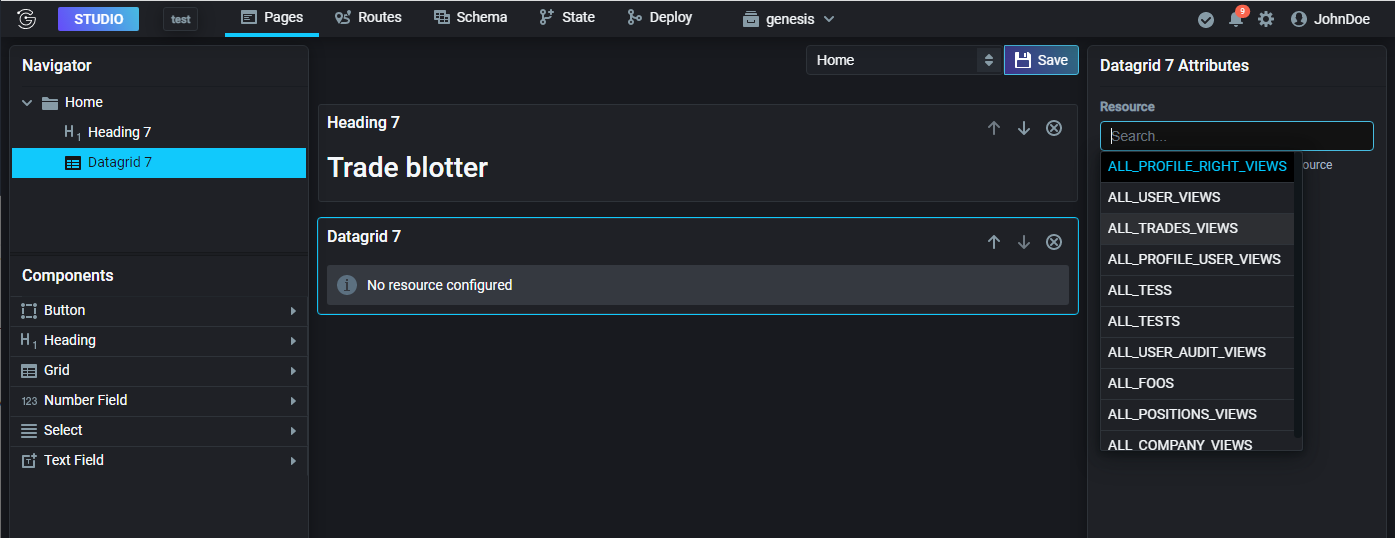 STUDIO
test
Pages
Routes
Schema
State
Deploy
genesis
9
JohnDoe
Navigator
Home
H1 Heading 7
Datagrid 7
Components
Button
H1 Heading
Grid
123 Number Field
Select
Text Field
Home
Save
Heading 7
Trade blotter
Datagrid 7
No resource configured
Datagrid 7 Attributes
Resource
Search...
ource
ALL_PROFILE_RIGHT_VIEWS
ALL_USER_VIEWS
ALL_TRADES_VIEWS
ALL_PROFILE_USER_VIEWS
ALL_TESS
ALL_TESTS
ALL_USER_AUDIT_VIEWS
ALL_FOOS
ALL_POSITIONS_VIEWS
ALL_COMPANY_VIEWS